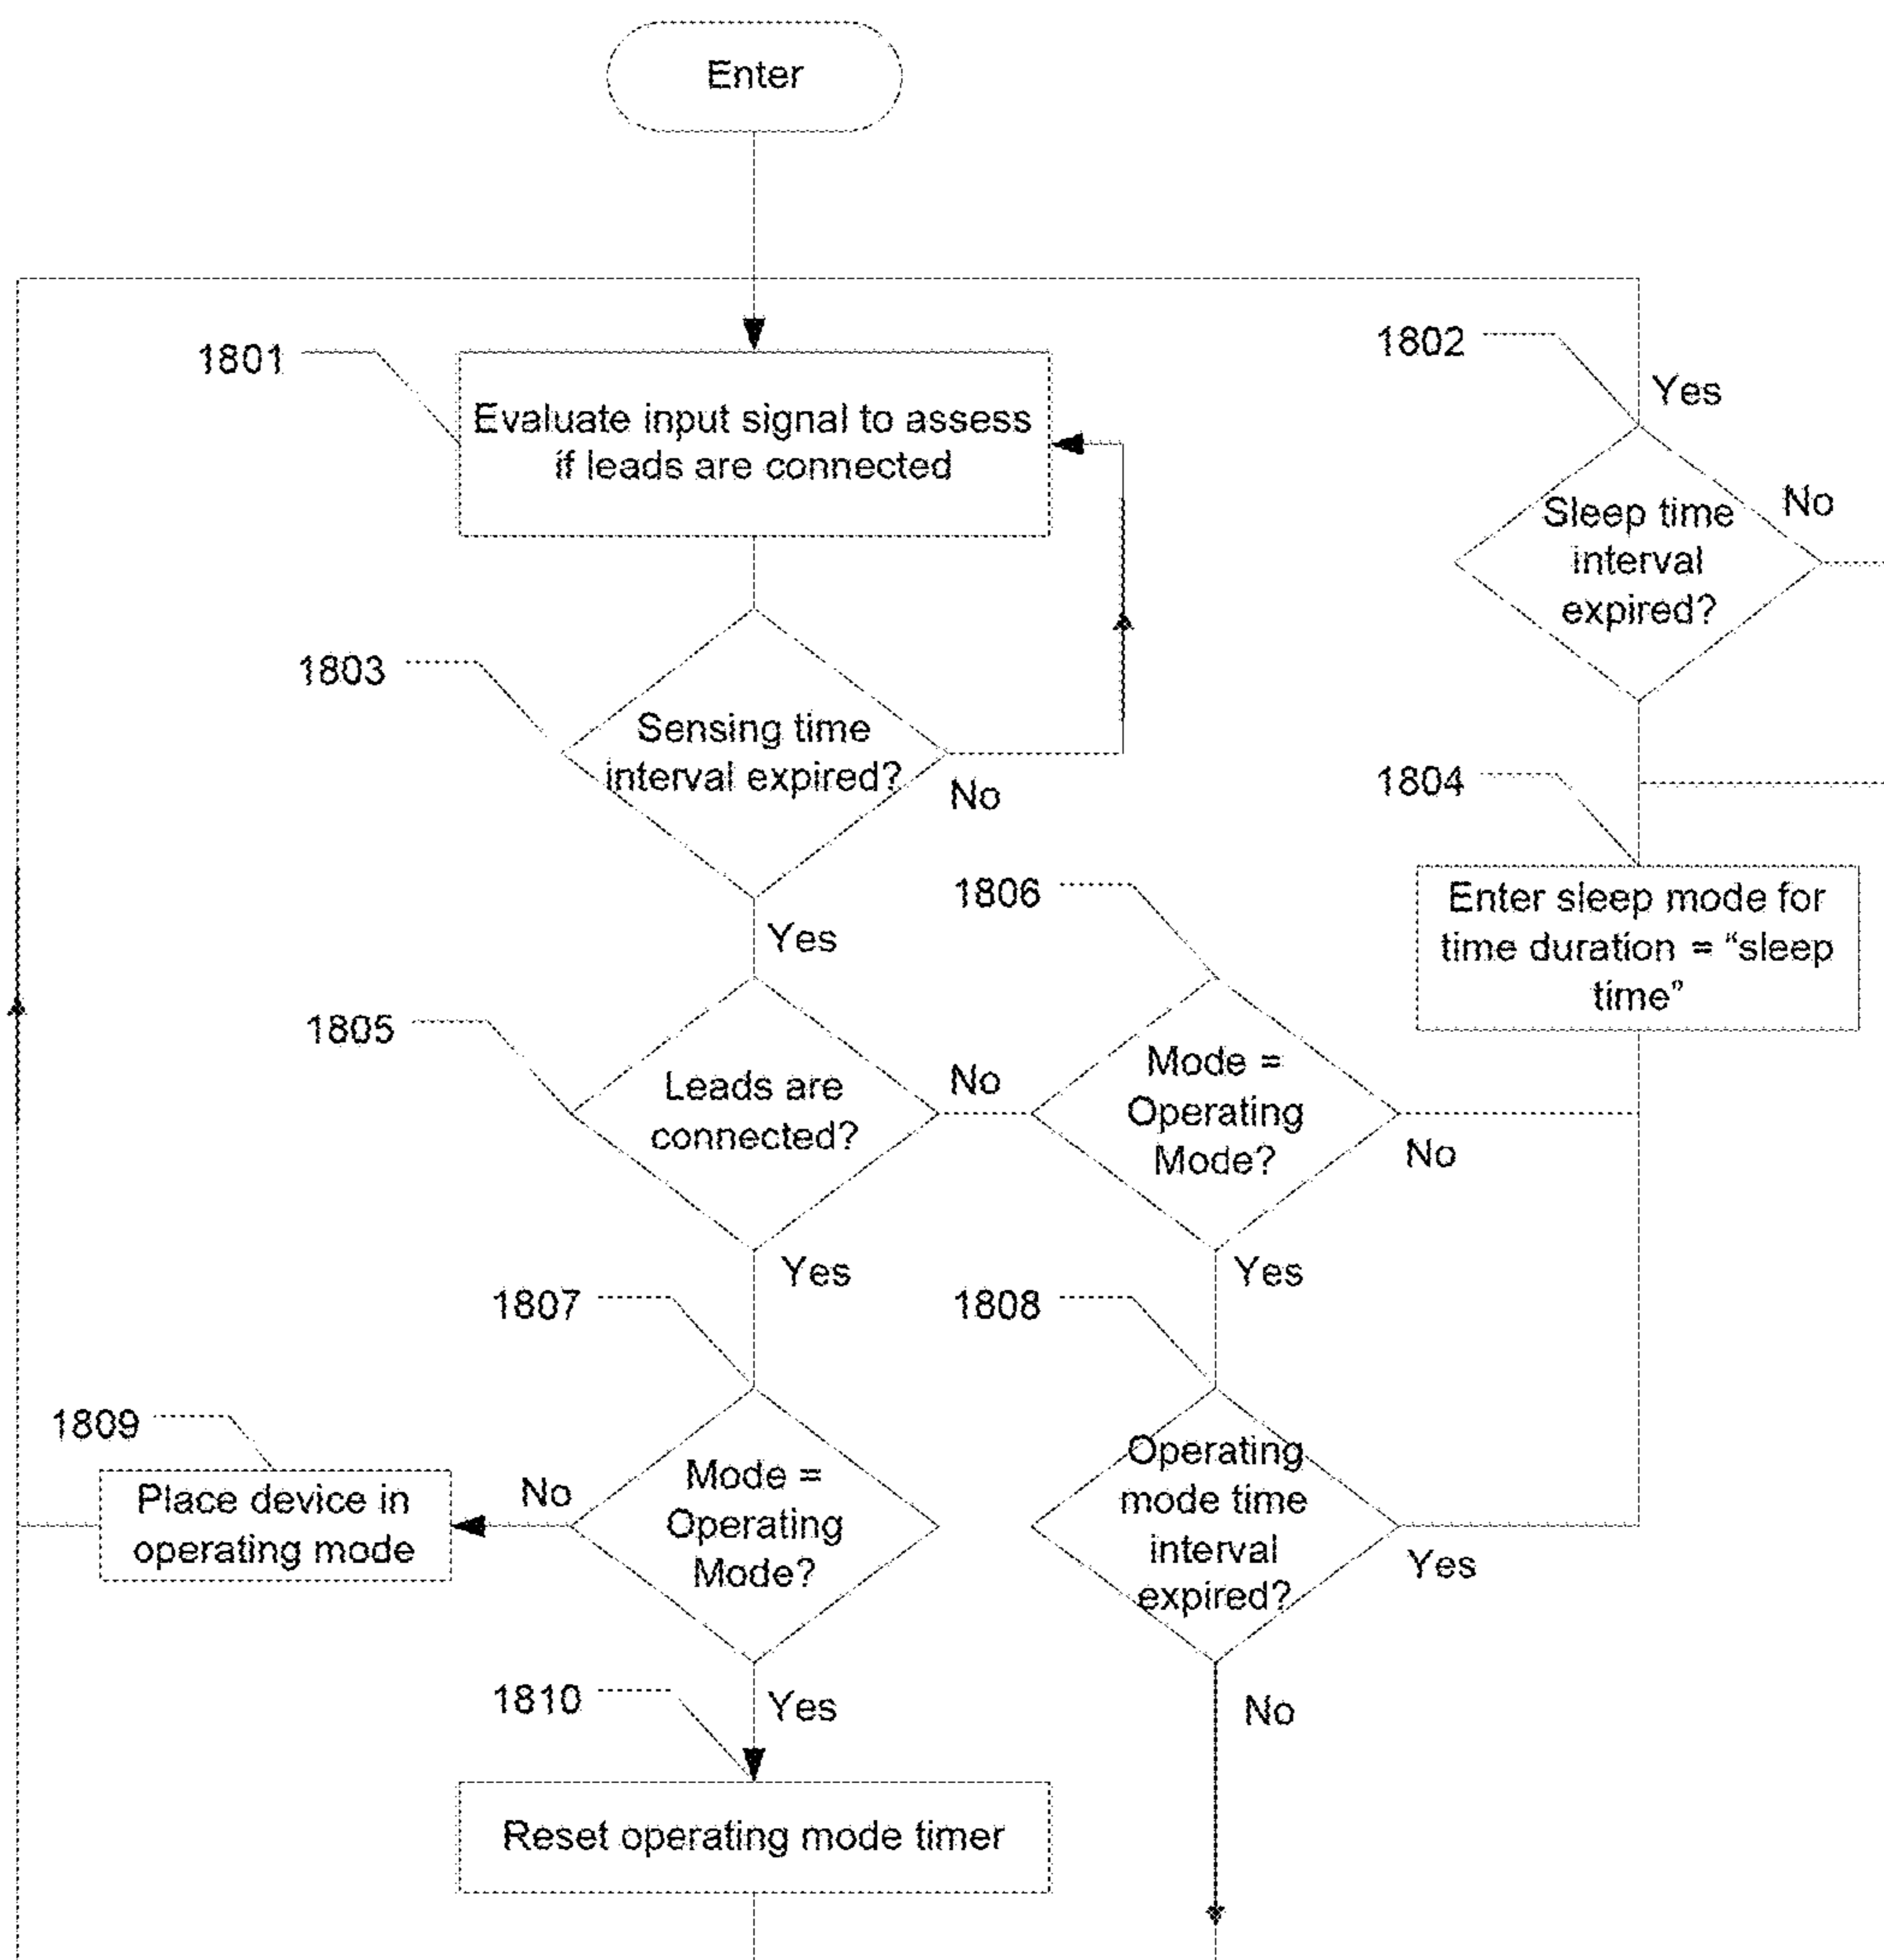 Enter
1801
Evaluate input signal to assess
if leads are connected
1802
Yes
Sleep time
interval
expired?
No
1803
Sensing time
interval expired?
No
Yes
1804
Enter sleep mode for
time duration = “sleep
time”
1805
Leads are
connected?
No
Yes
1806
Mode =
Operating
Mode?
No
Yes
1807
Mode =
Operating
Mode?
No
Yes
1808
Operating
mode time
interval
expired?
Yes
No
1809
Place device in
operating mode
1810
Reset operating mode timer